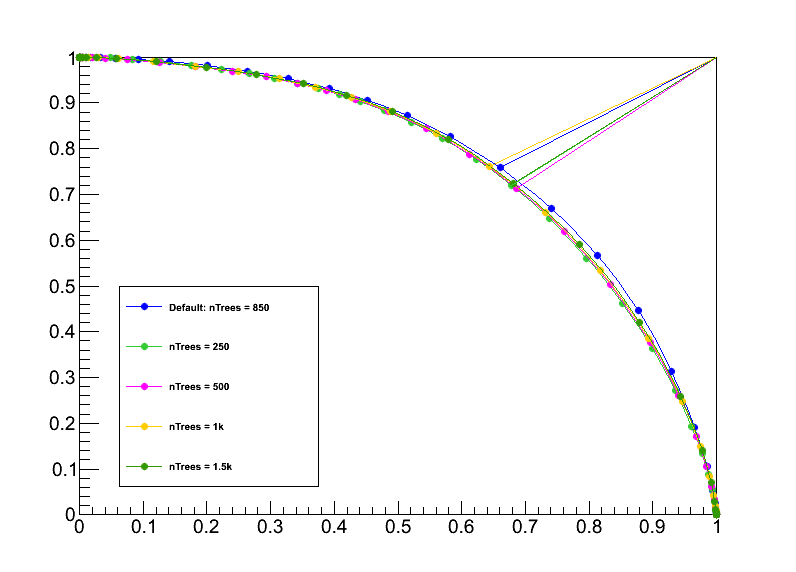 1
0.9
0.8
0.7
0.6
0.5
0.4
0.3
0.2
0.1
0
Default: nTrees = 850
nTrees = 250
nTrees = 500
nTrees = 1k
nTrees = 1.5k
0 0.1 0.2 0.3 0.4 0.5 0.6 0.7 0.8 0.9 1